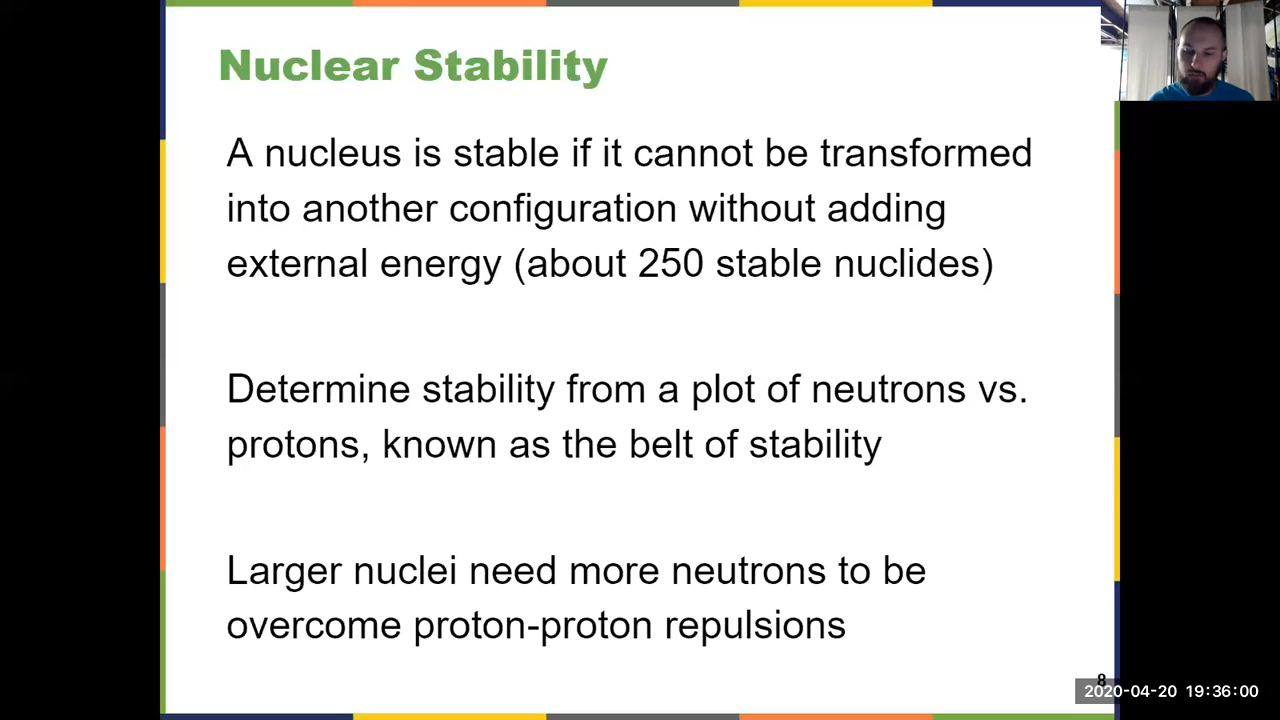 Nuclear Stability
A nucleus is stable if it cannot be transformed
into another configuration without adding
external energy (about 250 stable nuclides)
Determine stability from a plot of neutrons vs.
protons, known as the belt of stability
Larger nuclei need more neutrons to be
overcome proton-proton repulsions
8
2020-04-20 19:36:00